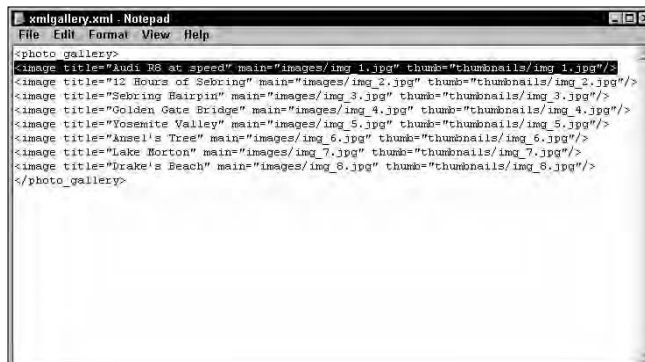 xmlgallery.xml - Notepad
File Edit Format View Help
<photo_gallery>
<image title="Audi R8 at speed" main="images/img_1.jpg" thumb="thumbnails/img_1.jpg"/>
<image title="12 Hours of Sebring" main="images/img_2.jpg" thumb="thumbnails/img_2.jpg"/>
<image title="Sebring Hairpin" main="images/img_3.jpg" thumb="thumbnails/img_3.jpg"/>
<image title="Golden Gate Bridge" main="images/img_4.jpg" thumb="thumbnails/img_4.jpg"/>
<image title="Yosemite Valley" main="images/img_5.jpg" thumb="thumbnails/img_5.jpg"/>
<image title="Ansel's Tree" main="images/img_6.jpg" thumb="thumbnails/img_6.jpg"/>
<image title="Lake Morton" main="images/img_7.jpg" thumb="thumbnails/img_7.jpg"/>
<image title="Drake's Beach" main="images/img_8.jpg" thumb="thumbnails/img_8.jpg"/>
</photo_gallery>